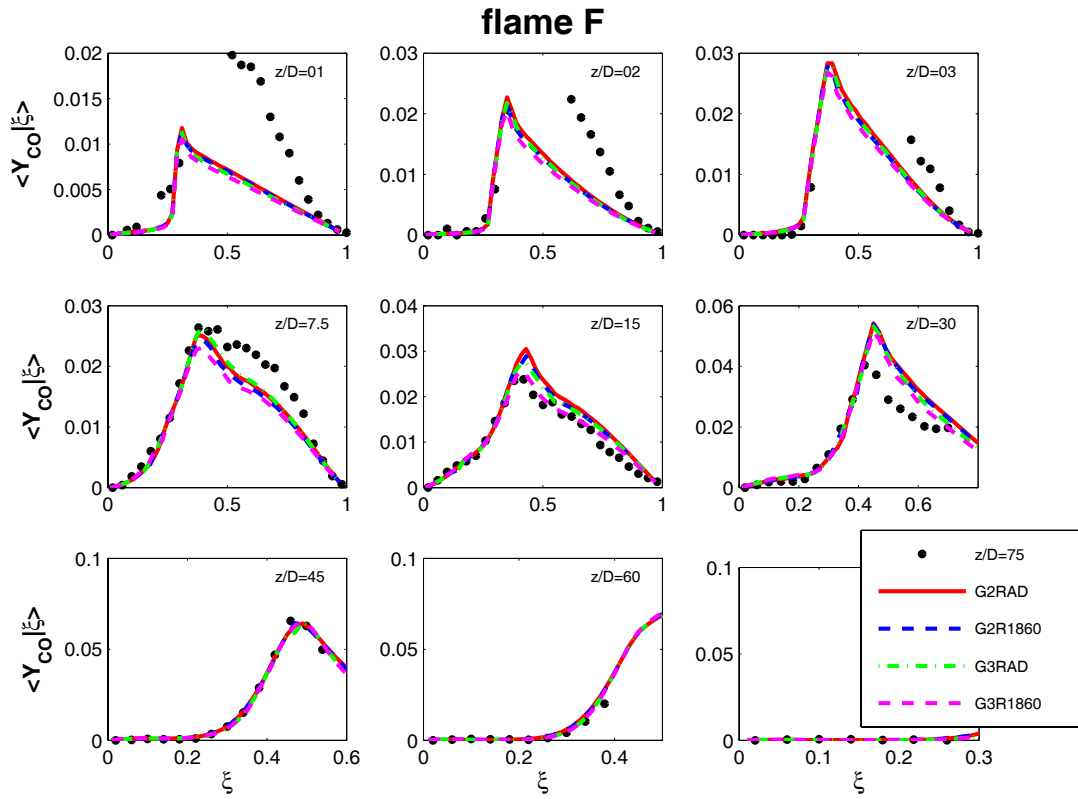 flame F
<Y_CO|ξ>
0.02
0.015
0.01
0.005
0
0 0.5 1
z/D=01
0.03
0.02
0.01
0
0 0.5 1
z/D=02
0.03
0.02
0.01
0
0 0.5 1
z/D=03
<Y_CO|ξ>
0.03
0.02
0.01
0
0 0.5 1
z/D=7.5
0.04
0.03
0.02
0.01
0
0 0.5 1
z/D=15
0.06
0.04
0.02
0
0 0.2 0.4 0.6
z/D=30
<Y_CO|ξ>
0.1
0.05
0
0 0.2 0.4 0.6
z/D=45
ξ
0.1
0.05
0
0 0.2 0.4
z/D=60
ξ
0.1
0.05
0
0 0.1 0.2 0.3
ξ
z/D=75
G2RAD
G2R1860
G3RAD
G3R1860